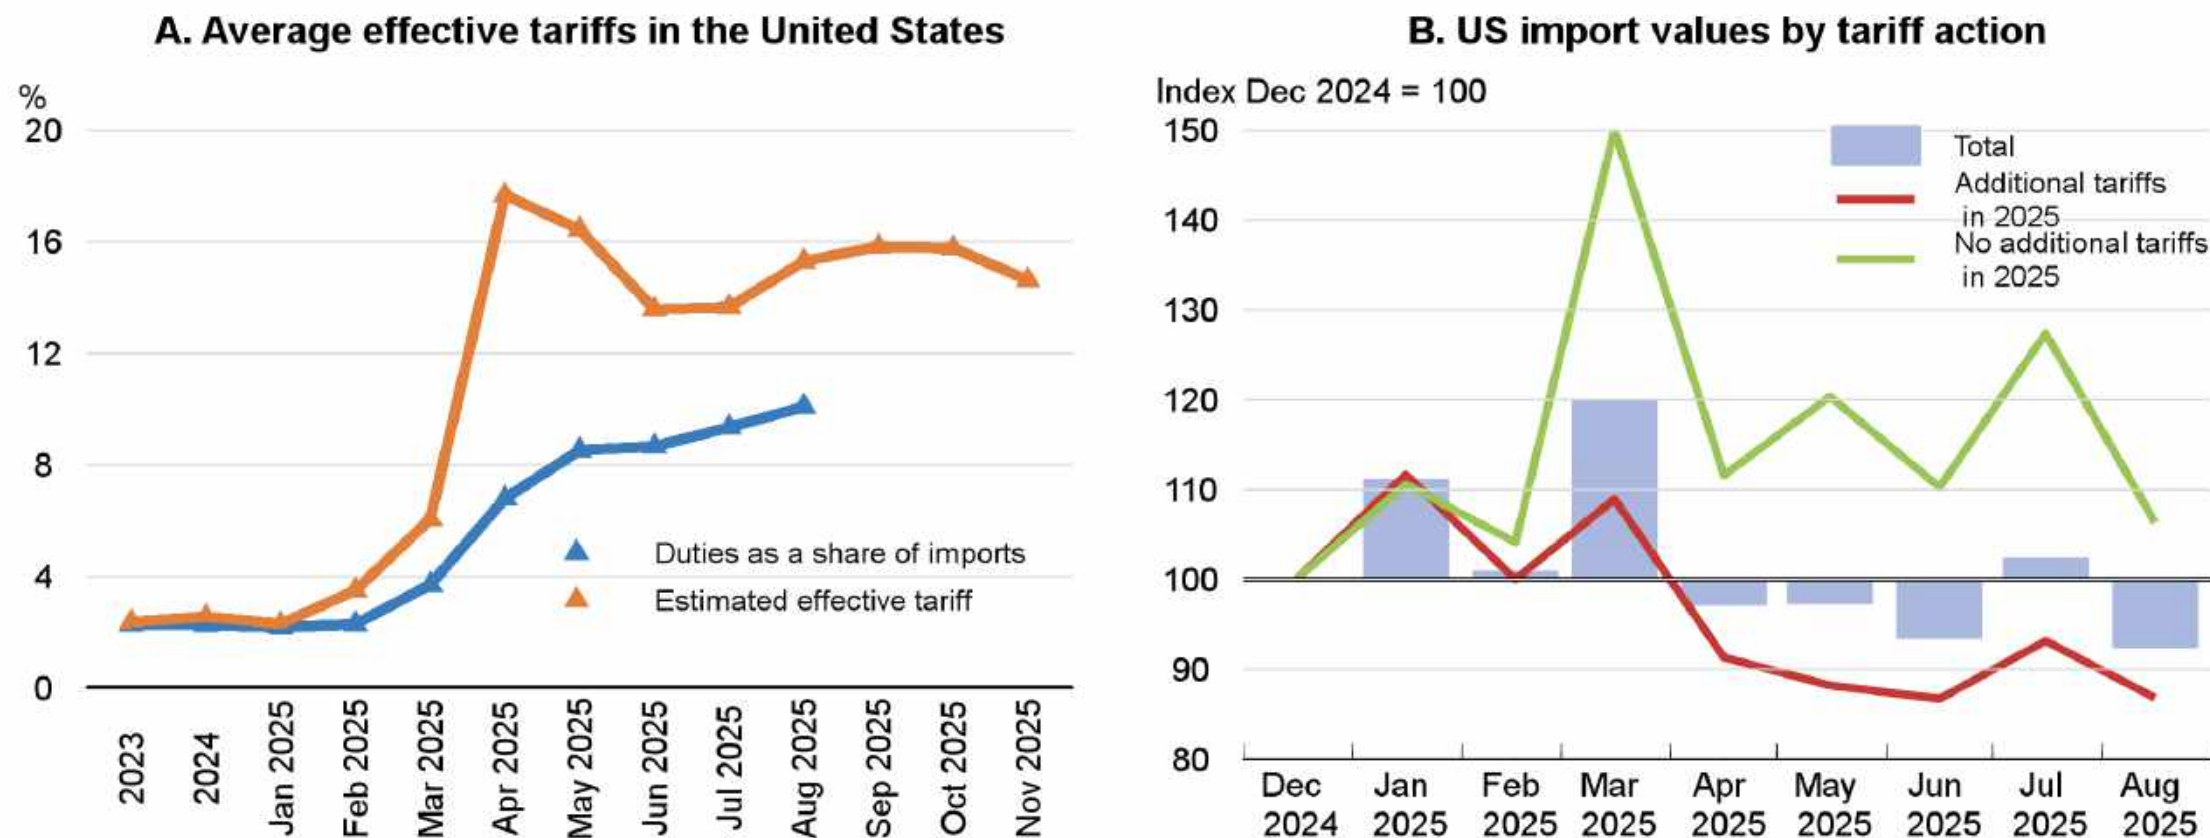 A. Average effective tariffs in the United States
%
20
16
12
8
4
0
Duties as a share of imports
Estimated effective tariff
2023
2024
Jan 2025
Feb 2025
Mar 2025
Apr 2025
May 2025
Jun 2025
Jul 2025
Aug 2025
Sep 2025
Oct 2025
Nov 2025
B. US import values by tariff action
Index Dec 2024 = 100
150
140
130
120
110
100
90
80
Total
Additional tariffs
in 2025
No additional tariffs
in 2025
Dec
2024
Jan
2025
Feb
2025
Mar
2025
Apr
2025
May
2025
Jun
2025
Jul
2025
Aug
2025